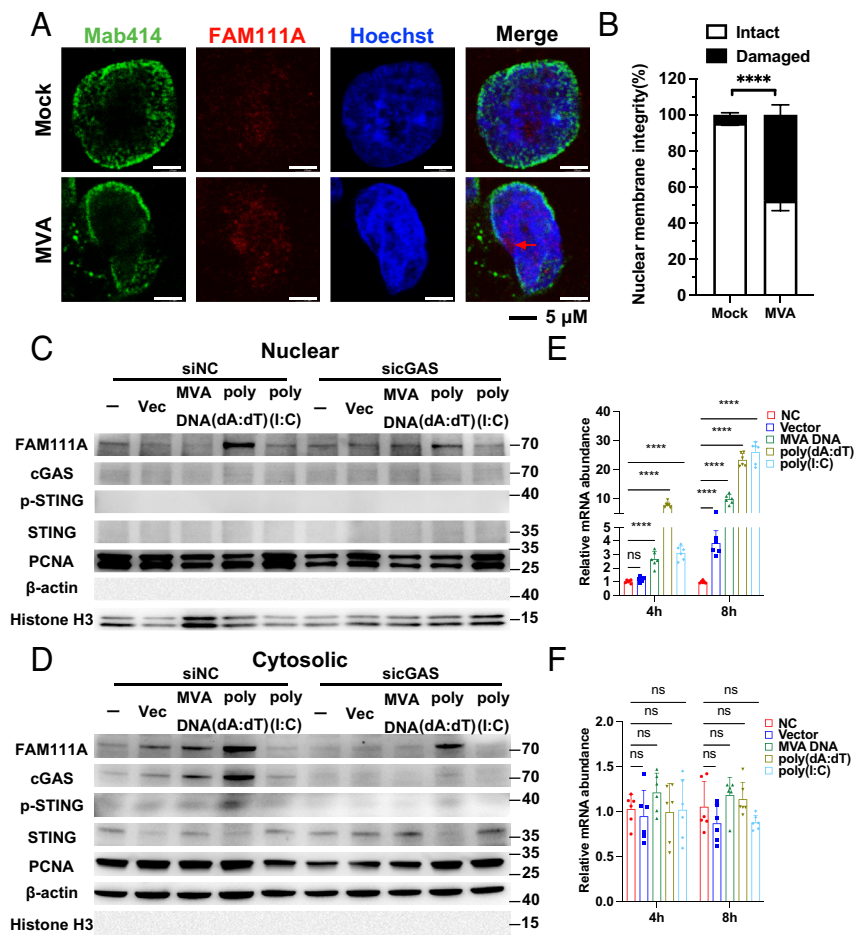 A
Mab414 FAM111A Hoechst Merge
Mock
MVA
5 µM
B
Intact
Damaged
****
Nuclear membrane integrity(%)
120
100
80
60
40
20
0
Mock MVA
C
Nuclear
siNC sicGAS
– Vec MVA DNA poly (dA:dT) poly (I:C) – Vec MVA DNA poly (dA:dT) poly (I:C)
FAM111A 70
cGAS 70
p-STING 40
STING 35
PCNA 35
25
β-actin 40
Histone H3 15
D
Cytosolic
siNC sicGAS
– Vec MVA DNA poly (dA:dT) poly (I:C) – Vec MVA DNA poly (dA:dT) poly (I:C)
FAM111A 70
cGAS 70
p-STING 40
STING 35
PCNA 35
25
β-actin 40
Histone H3 15
E
Relative mRNA abundance
40
30
20
10
5
4
3
2
1
0
ns **** **** ****
**** **** **** ****
4h 8h
NC
Vector
MVA DNA
poly(dA:dT)
poly(I:C)
F
Relative mRNA abundance
2.0
1.5
1.0
0.5
0.0
ns ns ns ns
ns ns ns ns
4h 8h
NC
Vector
MVA DNA
poly(dA:dT)
poly(I:C)